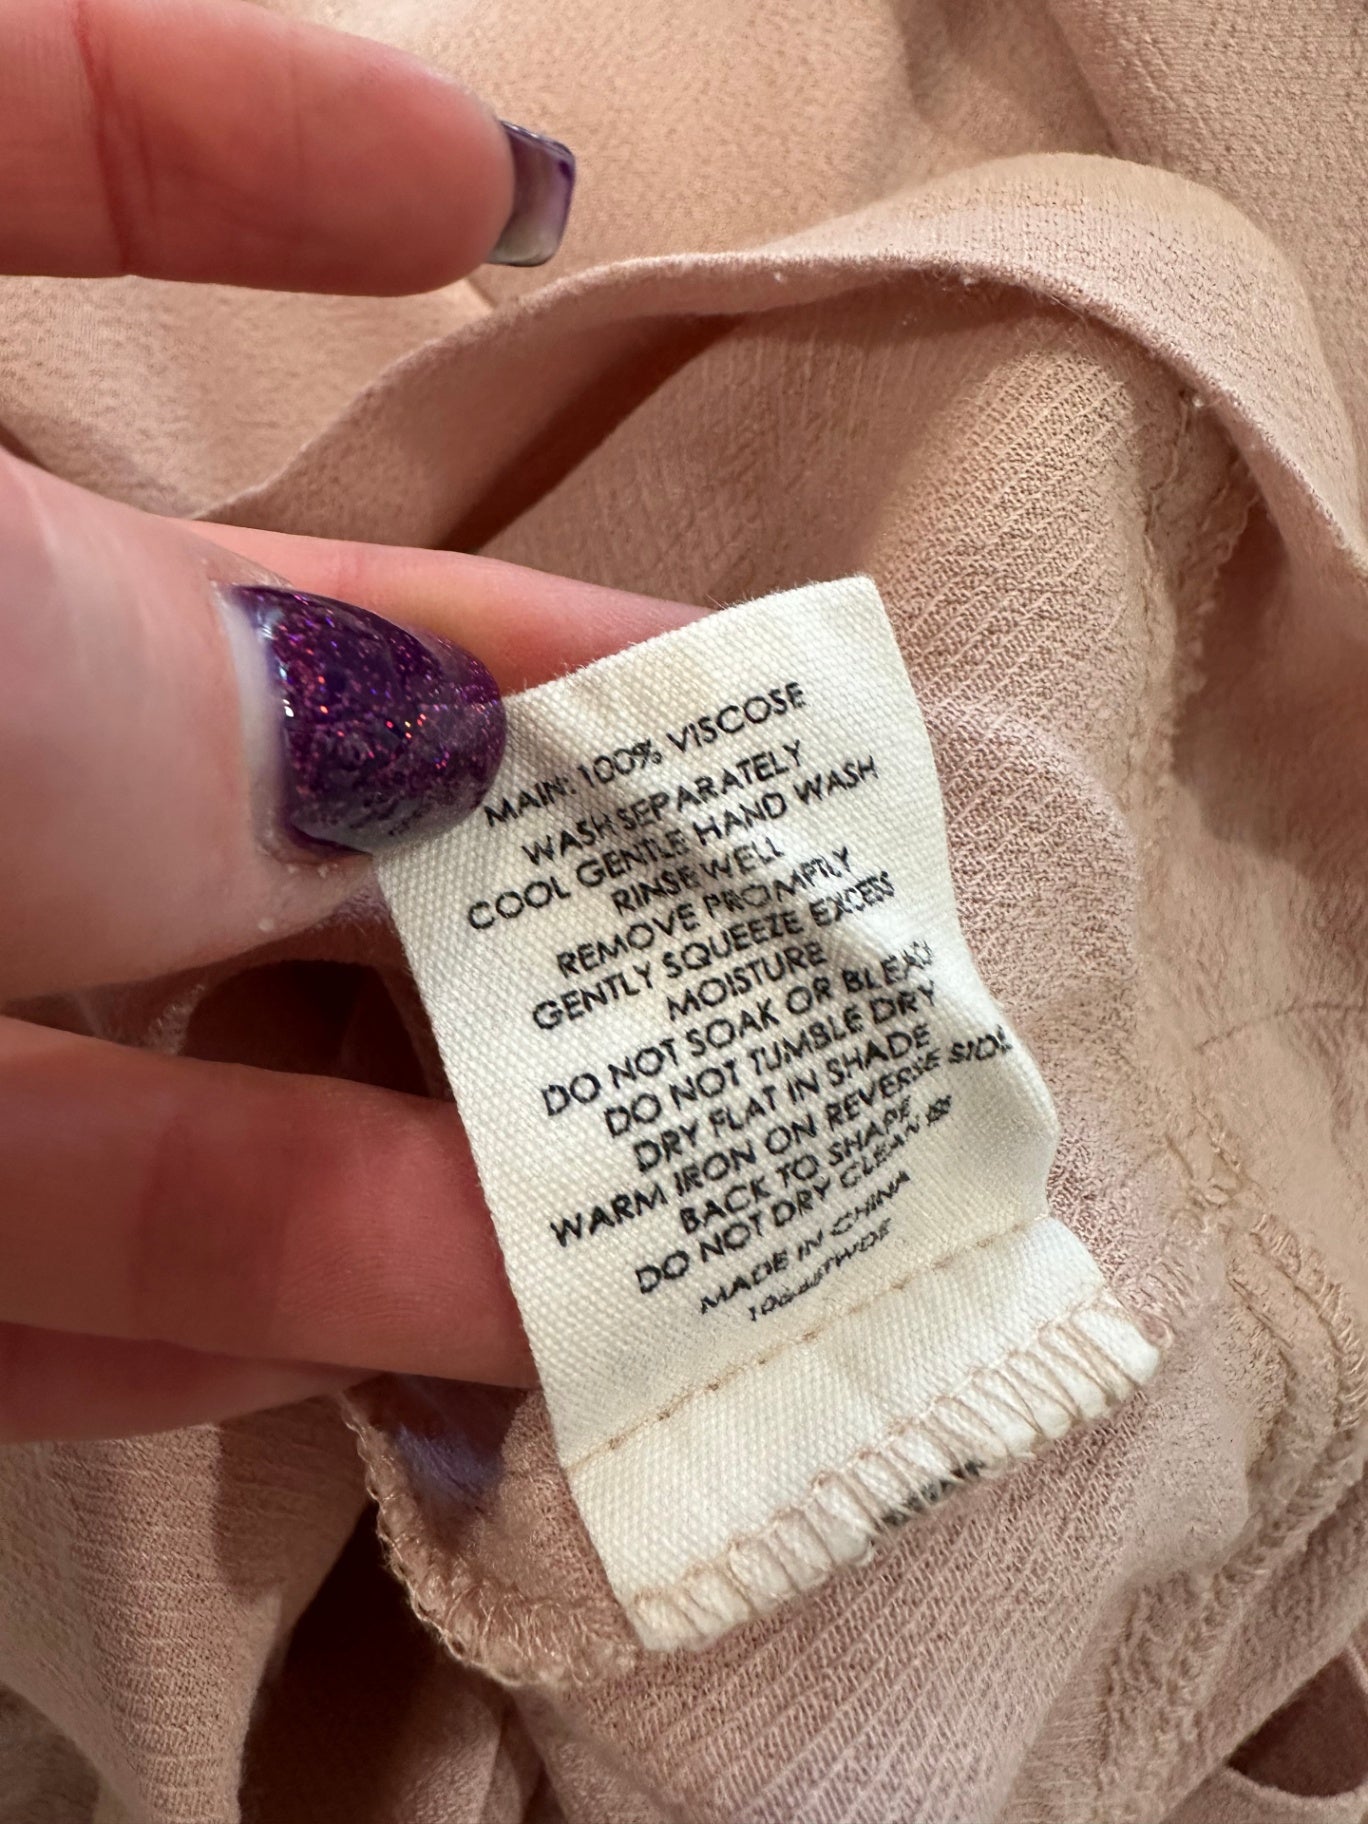 MAIN: 100% VISCOSE
WASH SEPARATELY
COOL GENTLE HAND WASH
RINSE WELL
REMOVE PROMPTLY
GENTLY SQUEEZE EXCESS
MOISTURE
DO NOT SOAK OR BLEACH
DO NOT TUMBLE DRY
DRY FLAT IN SHADE
WARM IRON ON REVERSE SIDE
BACK TO SHAPE
DO NOT DRY CLEAN
MADE IN CHINA